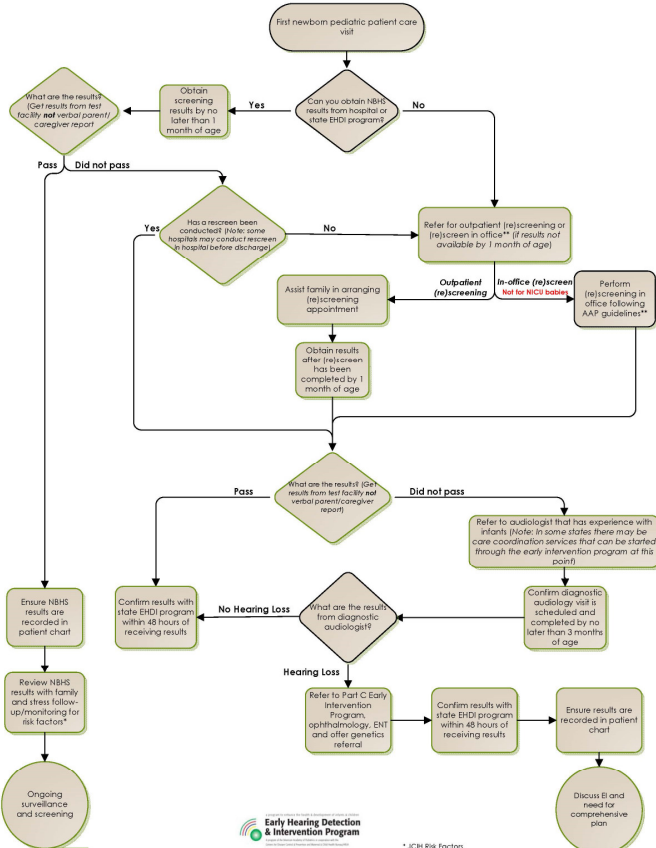 First newborn pediatric patient care
visit
Can you obtain NBHS
results from hospital or
state EHDI program?
Yes
No
Obtain
screening
results by no
later than 1
month of age
What are the results?
(Get results from test
facility not verbal parent/
caregiver report
Pass
Did not pass
Has a rescreen been
conducted? (Note: some
hospitals may conduct rescreen
in hospital before discharge)
Yes
No
Refer for outpatient (re)screening or
(re)screen in office** (if results not
available by 1 month of age)
Outpatient
(re)screening
In-office (re)screen
Not for NICU babies
Assist family in arranging
(re)screening
appointment
Perform
(re)screening in
office following
AAP guidelines**
Obtain results
after (re)screen
has been
completed by 1
month of age
What are the results? (Get
results from test facility not
verbal parent/caregiver
report)
Pass
Did not pass
Refer to audiologist that has experience with
infants (Note: In some states there may be
care coordination services that can be started
through the early intervention program at this
point)
Ensure NBHS
results are
recorded in
patient chart
Confirm results with
state EHDI program
within 48 hours of
receiving results
No Hearing Loss
What are the results
from diagnostic
audiologist?
Confirm diagnostic
audiology visit is
scheduled and
completed by no
later than 3 months
of age
Hearing Loss
Review NBHS
results with family
and stress follow-
up/monitoring for
risk factors*
Refer to Part C Early
Intervention
Program,
ophthalmology, ENT
and offer genetics
referral
Confirm results with
state EHDI program
within 48 hours of
receiving results
Ensure results are
recorded in patient
chart
Ongoing
surveillance
and screening
Discuss EI and
need for
comprehensive
plan
Early Hearing Detection
& Intervention Program
* JCIH Risk Factors